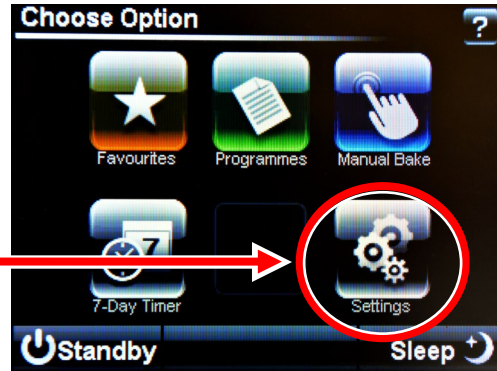 Choose Option
?
Favourites
Programmes
Manual Bake
7
7-Day Timer
Settings
Standby
Sleep